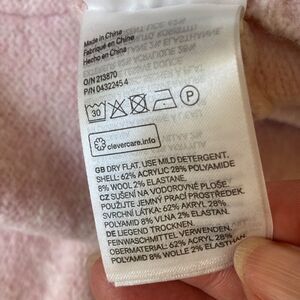 Made in China
Fabriqué en Chine
Hecho en China
O/N 213870
P/N 0432245 4
30
P
clevercare.info
GB DRY FLAT. USE MILD DETERGENT.
SHELL: 62% ACRYLIC 28% POLYAMIDE
8% WOOL 2% ELASTANE.
CZ SUŠENÍ NA VODOROVNÉ PLOŠE.
POUŽIJTE JEMNÝ PRACÍ PROSTŘEDEK.
SVRCHNÍ LÁTKA: 62% AKRYL 28%
POLYAMID 8% VLNA 2% ELASTAN.
DE LIEGEND TROCKNEN.
FEINWASCHMITTEL VERWENDEN.
OBERMATERIAL: 62% ACRYL 28%
POLYAMID 8% WOLLE 2% ELASTHAN